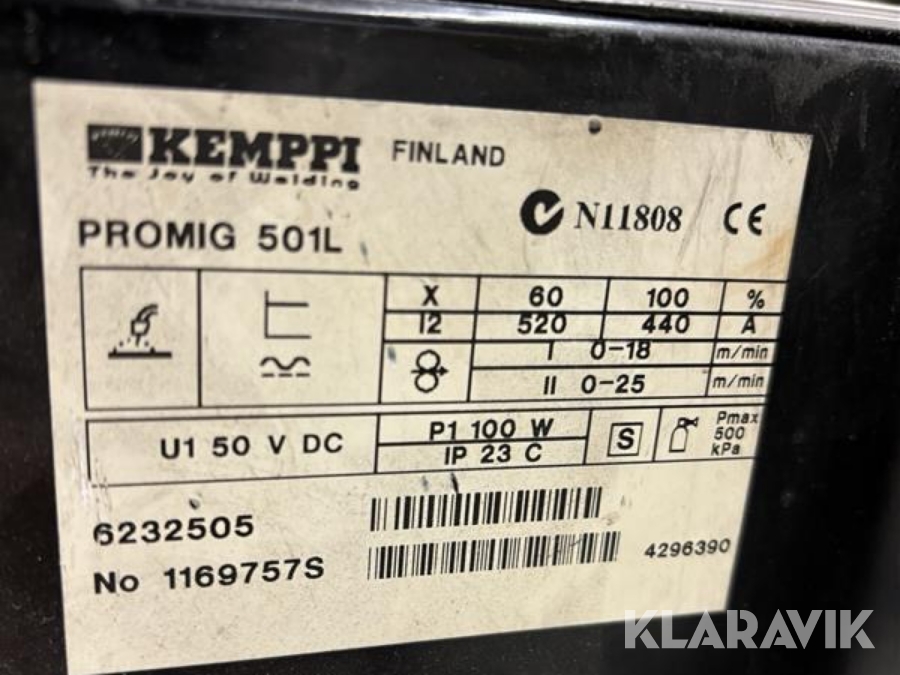 KEMPPI FINLAND
The Joy of Welding
N11808 CE
PROMIG 501L
X 60 100 %
I2 520 440 A
I 0-18 m/min
II 0-25 m/min
U1 50 V DC
P1 100 W
IP 23 C
S
Pmax
500
kPa
6232505
No 1169757S
4296390
KLARAVIK